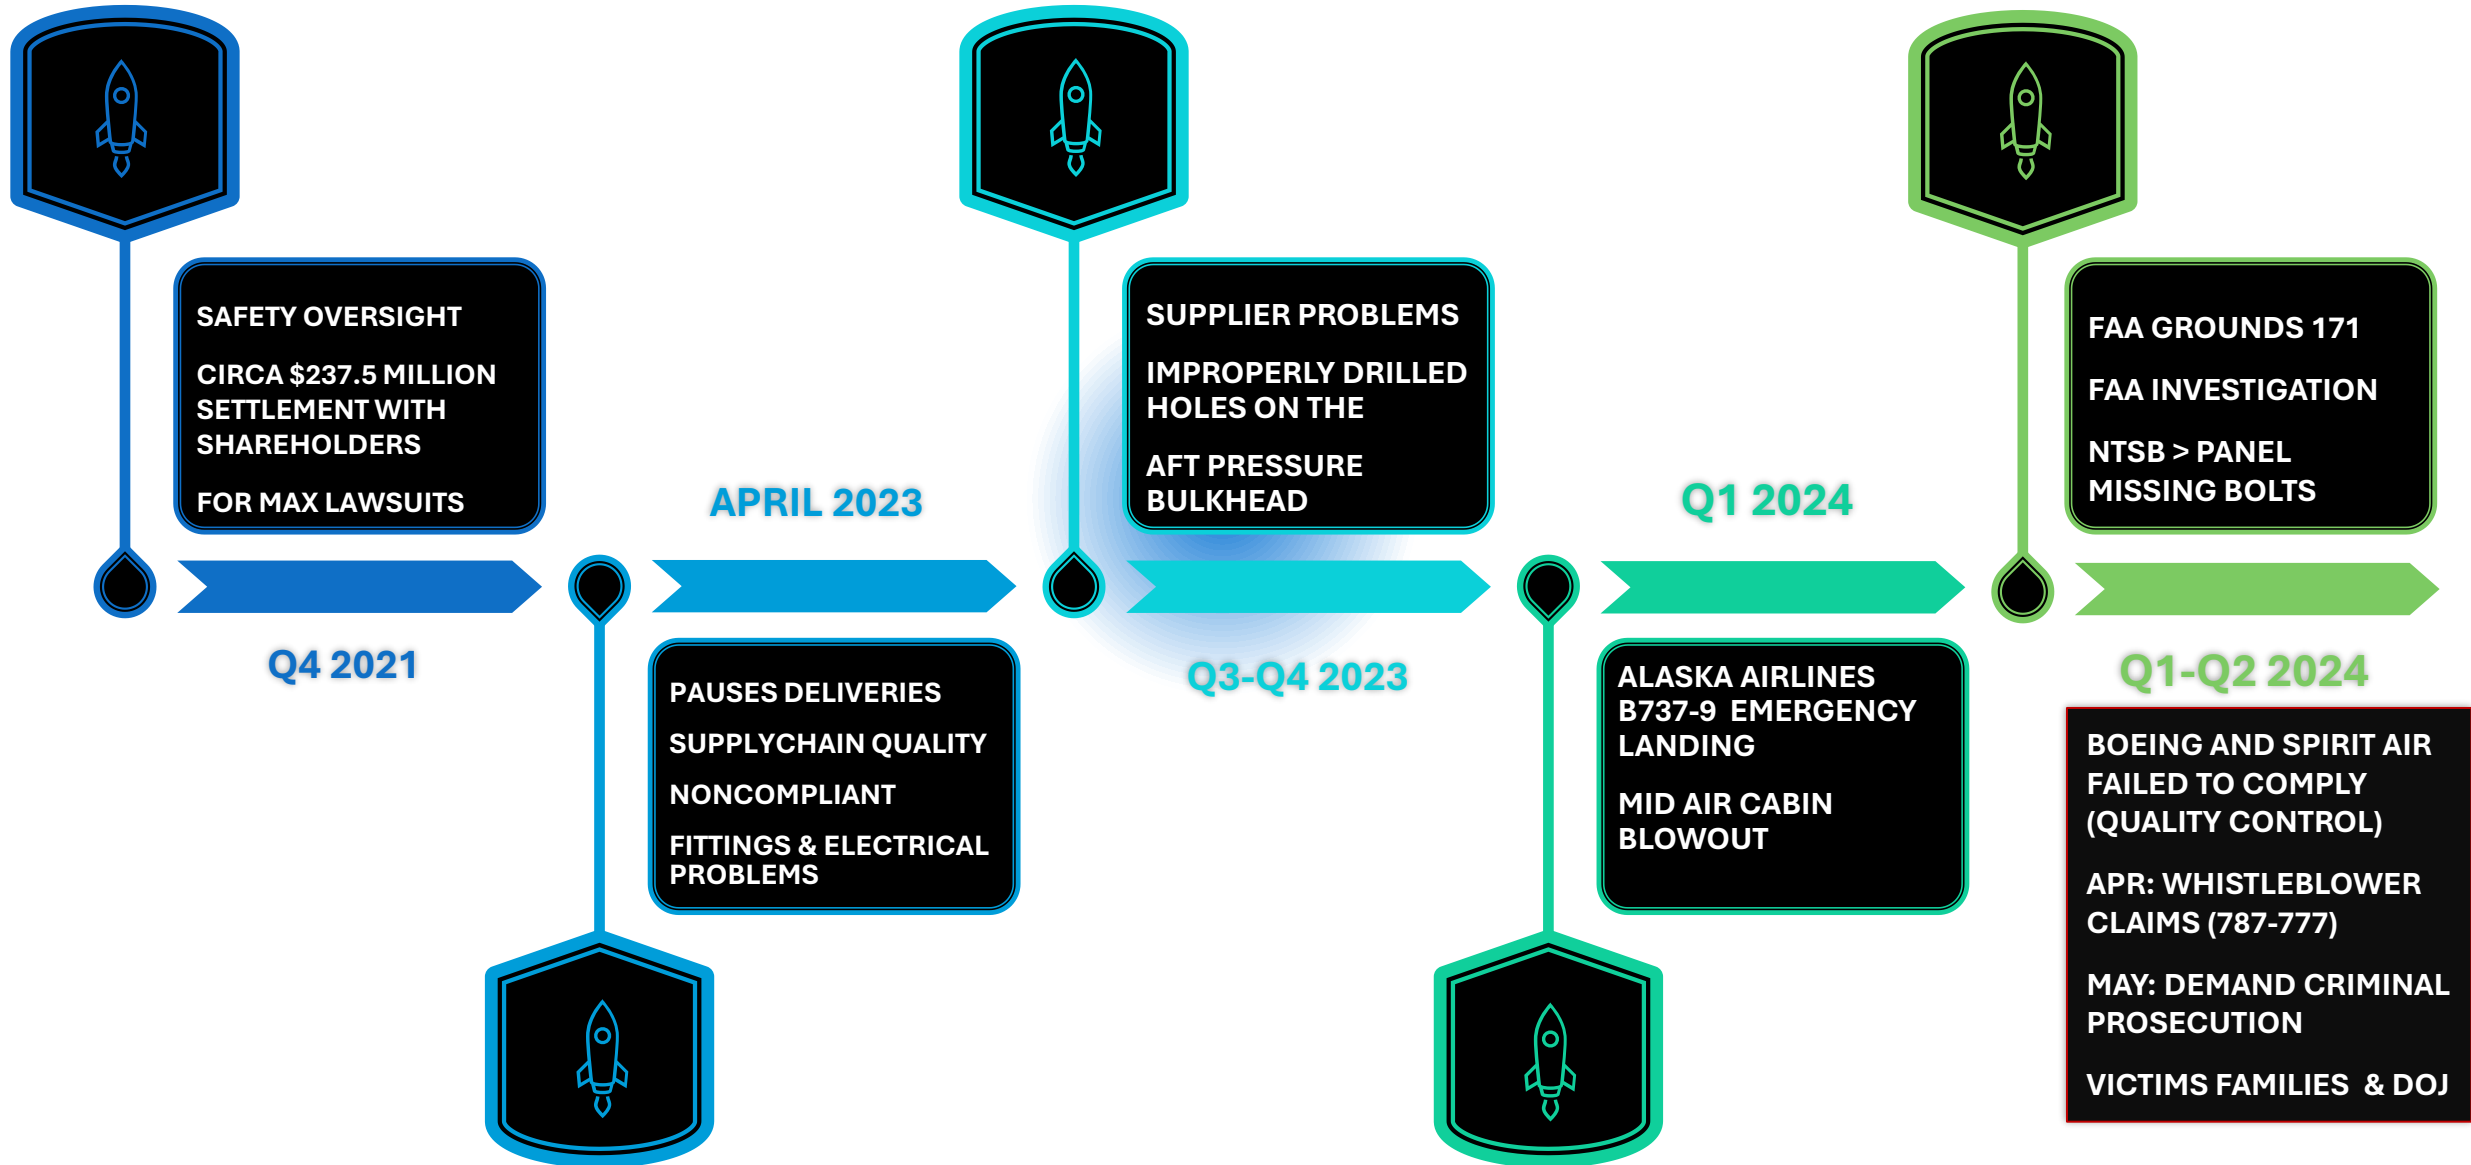 SAFETY OVERSIGHT
CIRCA $237.5 MILLION
SETTLEMENT WITH
SHAREHOLDERS
FOR MAX LAWSUITS
Q4 2021
APRIL 2023
PAUSES DELIVERIES
SUPPLYCHAIN QUALITY
NONCOMPLIANT
FITTINGS & ELECTRICAL
PROBLEMS
SUPPLIER PROBLEMS
IMPROPERLY DRILLED
HOLES ON THE
AFT PRESSURE
BULKHEAD
Q3-Q4 2023
Q1 2024
ALASKA AIRLINES
B737-9  EMERGENCY
LANDING
MID AIR CABIN
BLOWOUT
FAA GROUNDS 171
FAA INVESTIGATION
NTSB > PANEL
MISSING BOLTS
Q1-Q2 2024
BOEING AND SPIRIT AIR
FAILED TO COMPLY
(QUALITY CONTROL)
APR: WHISTLEBLOWER
CLAIMS (787-777)
MAY: DEMAND CRIMINAL
PROSECUTION
VICTIMS FAMILIES  & DOJ